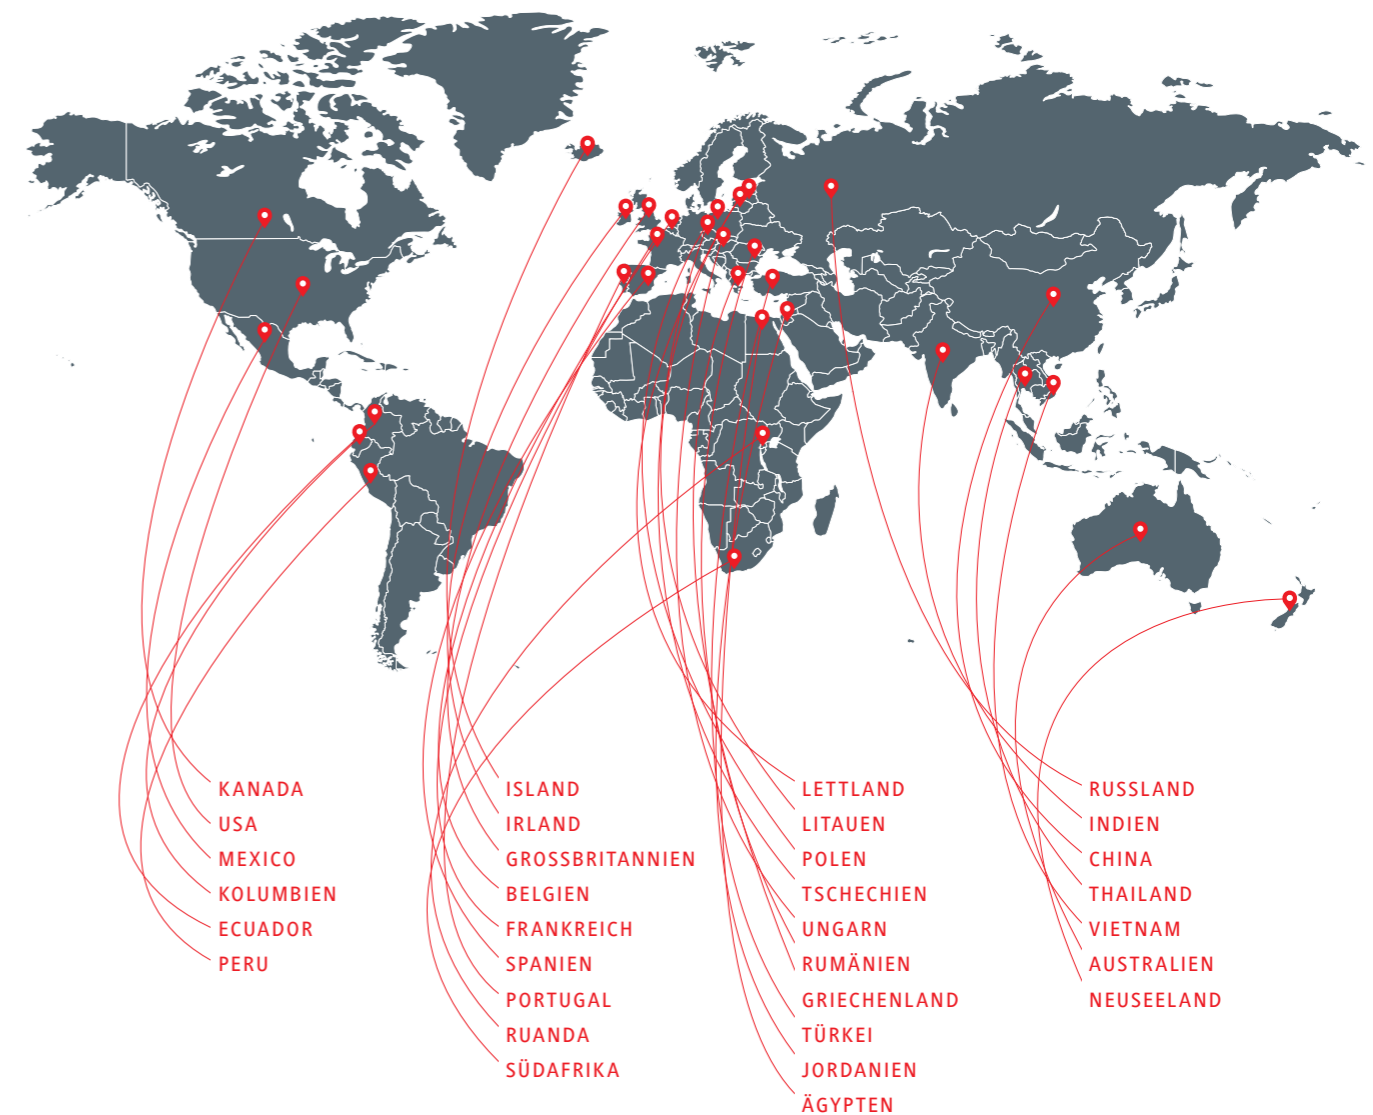 KANADA
USA
MEXICO
KOLUMBIEN
ECUADOR
PERU
ISLAND
IRLAND
GROSSBRITANNIEN
BELGIEN
FRANKREICH
SPANIEN
PORTUGAL
RUANDA
SÜDAFRIKA
LETTLAND
LITAUEN
POLEN
TSCHECHIEN
UNGARN
RUMÄNIEN
GRIECHENLAND
TÜRKEI
JORDANIEN
ÄGYPTEN
RUSSLAND
INDIEN
CHINA
THAILAND
VIETNAM
AUSTRALIEN
NEUSEELAND